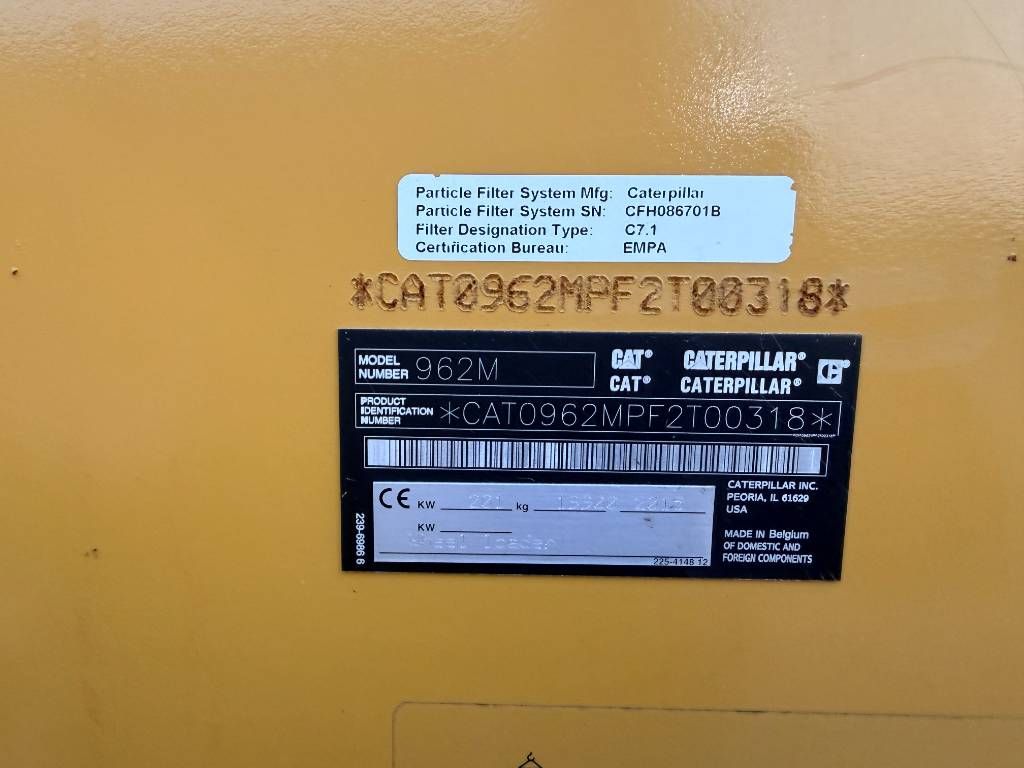 Particle Filter System Mfg: Caterpillar
Particle Filter System SN: CFH086701B
Filter Designation Type: C7.1
Certification Bureau: EMPA
*CAT0962MPF2T00318*
MODEL NUMBER 962M
CAT® CATERPILLAR®
CAT® CATERPILLAR®
PRODUCT IDENTIFICATION NUMBER *CAT0962MPF2T00318*
CATERPILLAR INC.
PEORIA, IL 61629
USA
CE KW 221 kg
KW
Wheel Loader
225-4148 12
MADE IN Belgium
OF DOMESTIC AND
FOREIGN COMPONENTS
239-6986 6